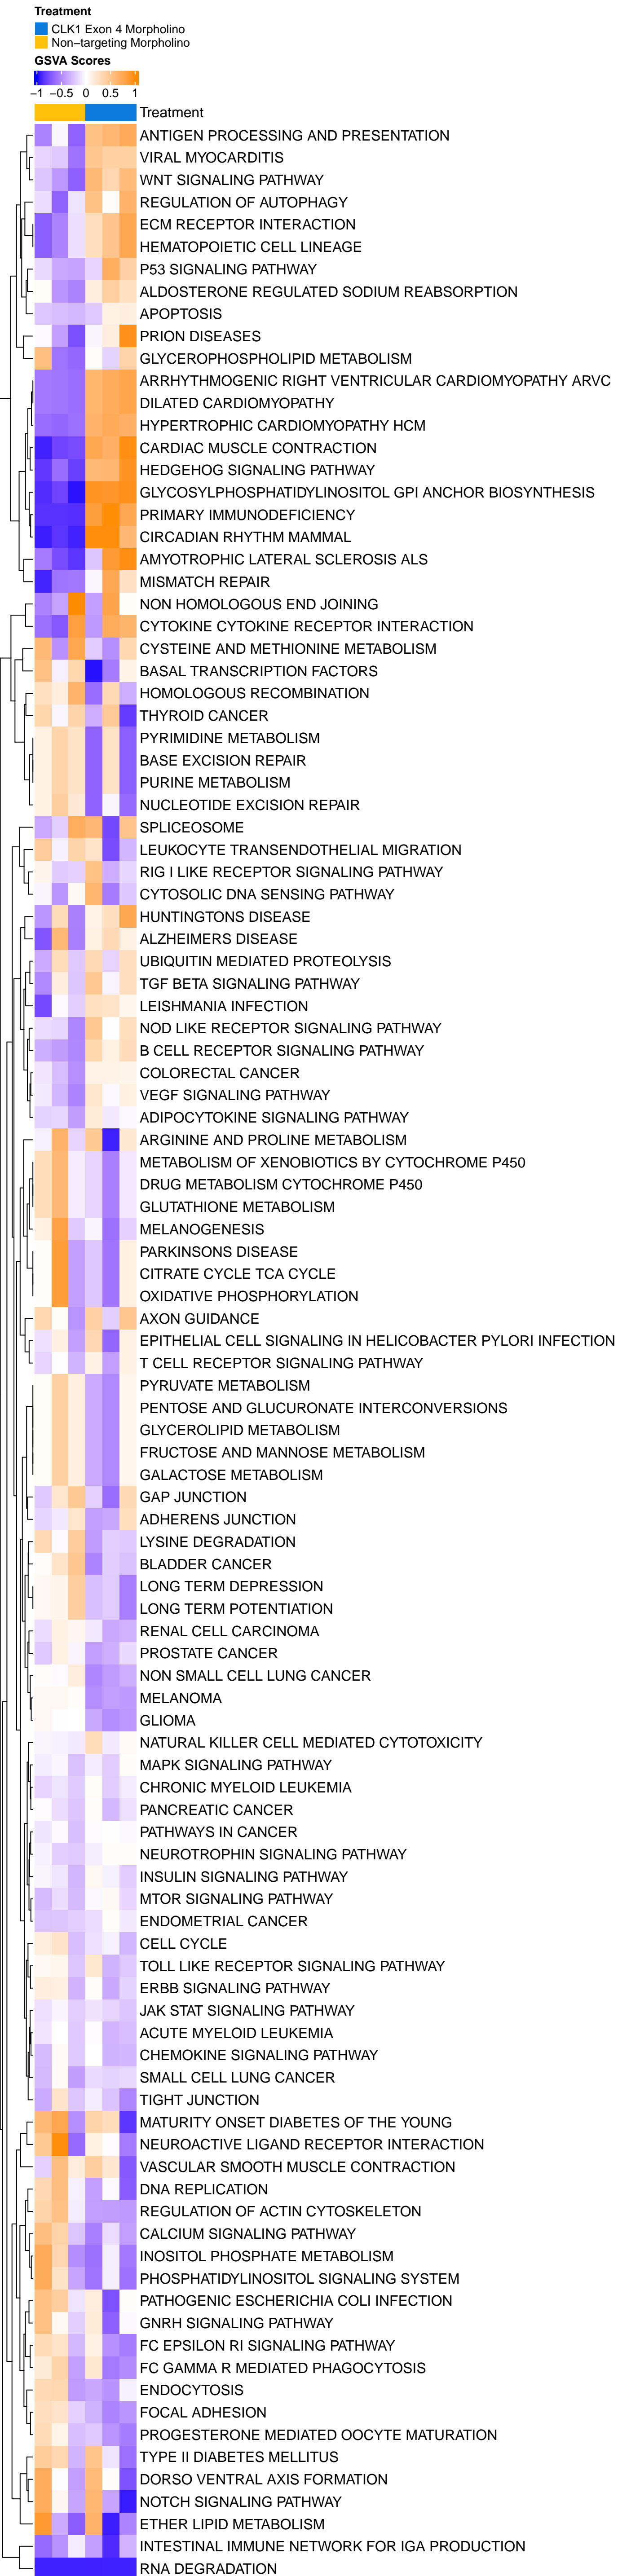 Treatment
CLK1 Exon 4 Morpholino
Non−targeting Morpholino
GSVA Scores
−1 −0.5 0 0.5 1
Treatment
ANTIGEN PROCESSING AND PRESENTATION
VIRAL MYOCARDITIS
WNT SIGNALING PATHWAY
REGULATION OF AUTOPHAGY
ECM RECEPTOR INTERACTION
HEMATOPOIETIC CELL LINEAGE
P53 SIGNALING PATHWAY
ALDOSTERONE REGULATED SODIUM REABSORPTION
APOPTOSIS
PRION DISEASES
GLYCEROPHOSPHOLIPID METABOLISM
ARRHYTHMOGENIC RIGHT VENTRICULAR CARDIOMYOPATHY ARVC
DILATED CARDIOMYOPATHY
HYPERTROPHIC CARDIOMYOPATHY HCM
CARDIAC MUSCLE CONTRACTION
HEDGEHOG SIGNALING PATHWAY
GLYCOSYLPHOSPHATIDYLINOSITOL GPI ANCHOR BIOSYNTHESIS
PRIMARY IMMUNODEFICIENCY
CIRCADIAN RHYTHM MAMMAL
AMYOTROPHIC LATERAL SCLEROSIS ALS
MISMATCH REPAIR
NON HOMOLOGOUS END JOINING
CYTOKINE CYTOKINE RECEPTOR INTERACTION
CYSTEINE AND METHIONINE METABOLISM
BASAL TRANSCRIPTION FACTORS
HOMOLOGOUS RECOMBINATION
THYROID CANCER
PYRIMIDINE METABOLISM
BASE EXCISION REPAIR
PURINE METABOLISM
NUCLEOTIDE EXCISION REPAIR
SPLICEOSOME
LEUKOCYTE TRANSENDOTHELIAL MIGRATION
RIG I LIKE RECEPTOR SIGNALING PATHWAY
CYTOSOLIC DNA SENSING PATHWAY
HUNTINGTONS DISEASE
ALZHEIMERS DISEASE
UBIQUITIN MEDIATED PROTEOLYSIS
TGF BETA SIGNALING PATHWAY
LEISHMANIA INFECTION
NOD LIKE RECEPTOR SIGNALING PATHWAY
B CELL RECEPTOR SIGNALING PATHWAY
COLORECTAL CANCER
VEGF SIGNALING PATHWAY
ADIPOCYTOKINE SIGNALING PATHWAY
ARGININE AND PROLINE METABOLISM
METABOLISM OF XENOBIOTICS BY CYTOCHROME P450
DRUG METABOLISM CYTOCHROME P450
GLUTATHIONE METABOLISM
MELANOGENESIS
PARKINSONS DISEASE
CITRATE CYCLE TCA CYCLE
OXIDATIVE PHOSPHORYLATION
AXON GUIDANCE
EPITHELIAL CELL SIGNALING IN HELICOBACTER PYLORI INFECTION
T CELL RECEPTOR SIGNALING PATHWAY
PYRUVATE METABOLISM
PENTOSE AND GLUCURONATE INTERCONVERSIONS
GLYCEROLIPID METABOLISM
FRUCTOSE AND MANNOSE METABOLISM
GALACTOSE METABOLISM
GAP JUNCTION
ADHERENS JUNCTION
LYSINE DEGRADATION
BLADDER CANCER
LONG TERM DEPRESSION
LONG TERM POTENTIATION
RENAL CELL CARCINOMA
PROSTATE CANCER
NON SMALL CELL LUNG CANCER
MELANOMA
GLIOMA
NATURAL KILLER CELL MEDIATED CYTOTOXICITY
MAPK SIGNALING PATHWAY
CHRONIC MYELOID LEUKEMIA
PANCREATIC CANCER
PATHWAYS IN CANCER
NEUROTROPHIN SIGNALING PATHWAY
INSULIN SIGNALING PATHWAY
MTOR SIGNALING PATHWAY
ENDOMETRIAL CANCER
CELL CYCLE
TOLL LIKE RECEPTOR SIGNALING PATHWAY
ERBB SIGNALING PATHWAY
JAK STAT SIGNALING PATHWAY
ACUTE MYELOID LEUKEMIA
CHEMOKINE SIGNALING PATHWAY
SMALL CELL LUNG CANCER
TIGHT JUNCTION
MATURITY ONSET DIABETES OF THE YOUNG
NEUROACTIVE LIGAND RECEPTOR INTERACTION
VASCULAR SMOOTH MUSCLE CONTRACTION
DNA REPLICATION
REGULATION OF ACTIN CYTOSKELETON
CALCIUM SIGNALING PATHWAY
INOSITOL PHOSPHATE METABOLISM
PHOSPHATIDYLINOSITOL SIGNALING SYSTEM
PATHOGENIC ESCHERICHIA COLI INFECTION
GNRH SIGNALING PATHWAY
FC EPSILON RI SIGNALING PATHWAY
FC GAMMA R MEDIATED PHAGOCYTOSIS
ENDOCYTOSIS
FOCAL ADHESION
PROGESTERONE MEDIATED OOCYTE MATURATION
TYPE II DIABETES MELLITUS
DORSO VENTRAL AXIS FORMATION
NOTCH SIGNALING PATHWAY
ETHER LIPID METABOLISM
INTESTINAL IMMUNE NETWORK FOR IGA PRODUCTION
RNA DEGRADATION